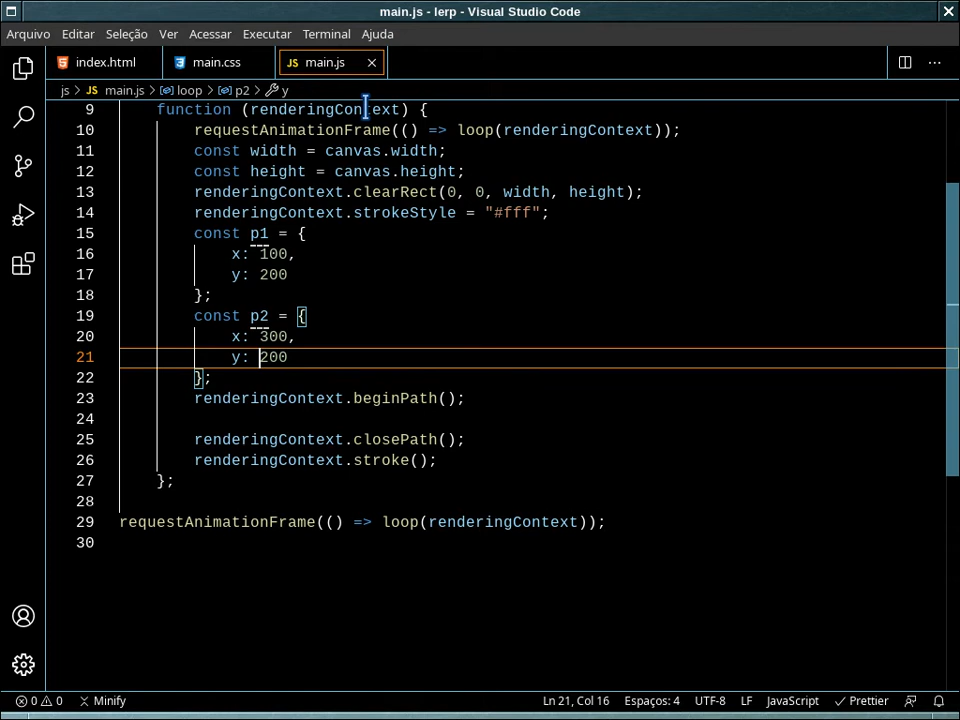 main.js - lerp - Visual Studio Code
Arquivo Editar Seleção Ver Acessar Executar Terminal Ajuda
index.html main.css JS main.js
js > JS main.js > loop > p2 > y
9 function (renderingContext) {
10 requestAnimationFrame(() => loop(renderingContext));
11 const width = canvas.width;
12 const height = canvas.height;
13 renderingContext.clearRect(0, 0, width, height);
14 renderingContext.strokeStyle = "#fff";
15 const p1 = {
16 x: 100,
17 y: 200
18 };
19 const p2 = {
20 x: 300,
21 y: 200
22 };
23 renderingContext.beginPath();
24
25 renderingContext.closePath();
26 renderingContext.stroke();
27 };
28
29 requestAnimationFrame(() => loop(renderingContext));
30
0 0 Minify Ln 21, Col 16 Espaços: 4 UTF-8 LF JavaScript Prettier